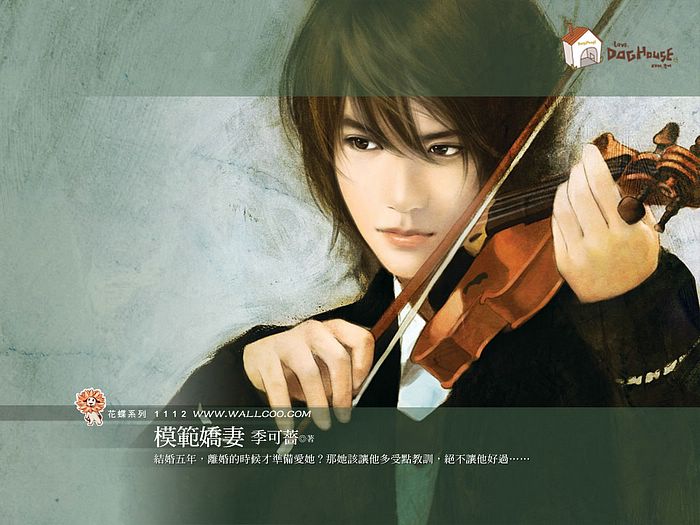 Love.
DOGHOUSE
花蝶系列 1112 WWW.WALLCOO.COM
模範嬌妻 季可薔◎著
結婚五年，離婚的時候才準備愛她？那她該讓他多受點教訓，絕不讓他好過……